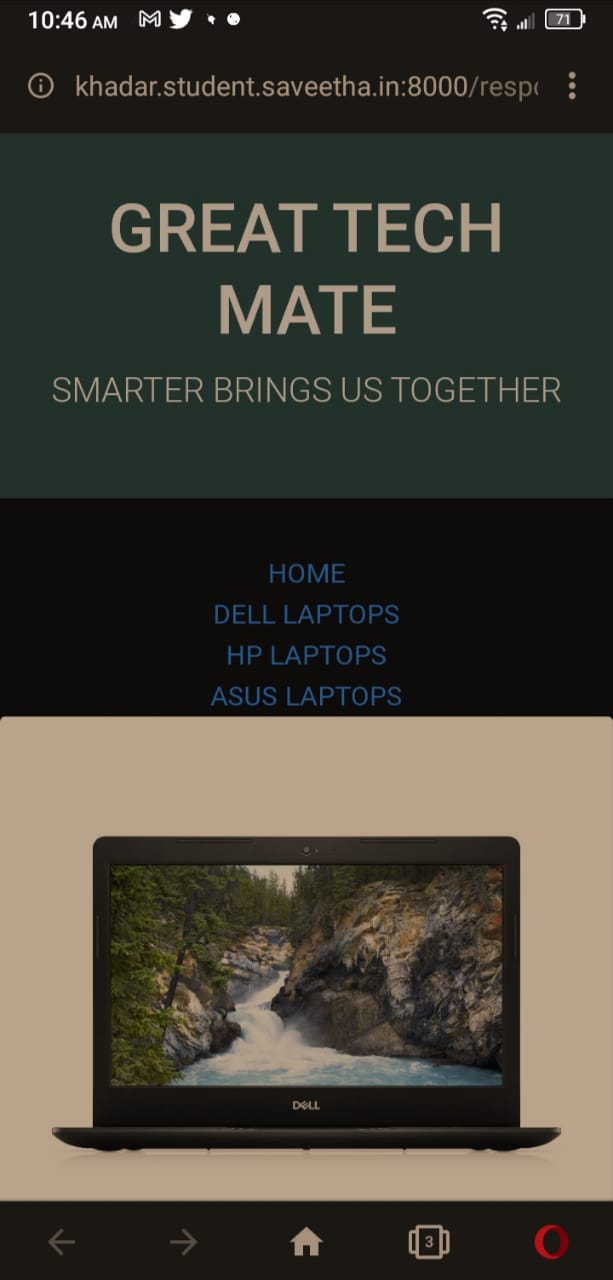 10:46 AM
71
khadar.student.saveetha.in:8000/resp
GREAT TECH
MATE
SMARTER BRINGS US TOGETHER
HOME
DELL LAPTOPS
HP LAPTOPS
ASUS LAPTOPS
DELL
3